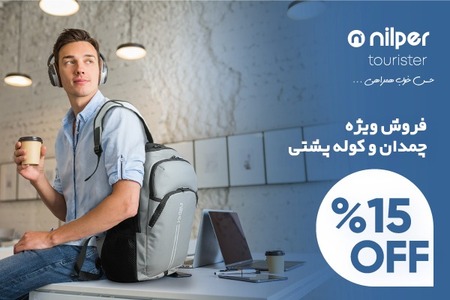 nilper
tourister
حس خوب همراهی ...
فروش ویژه
چمدان و کوله پشتی
%15
OFF